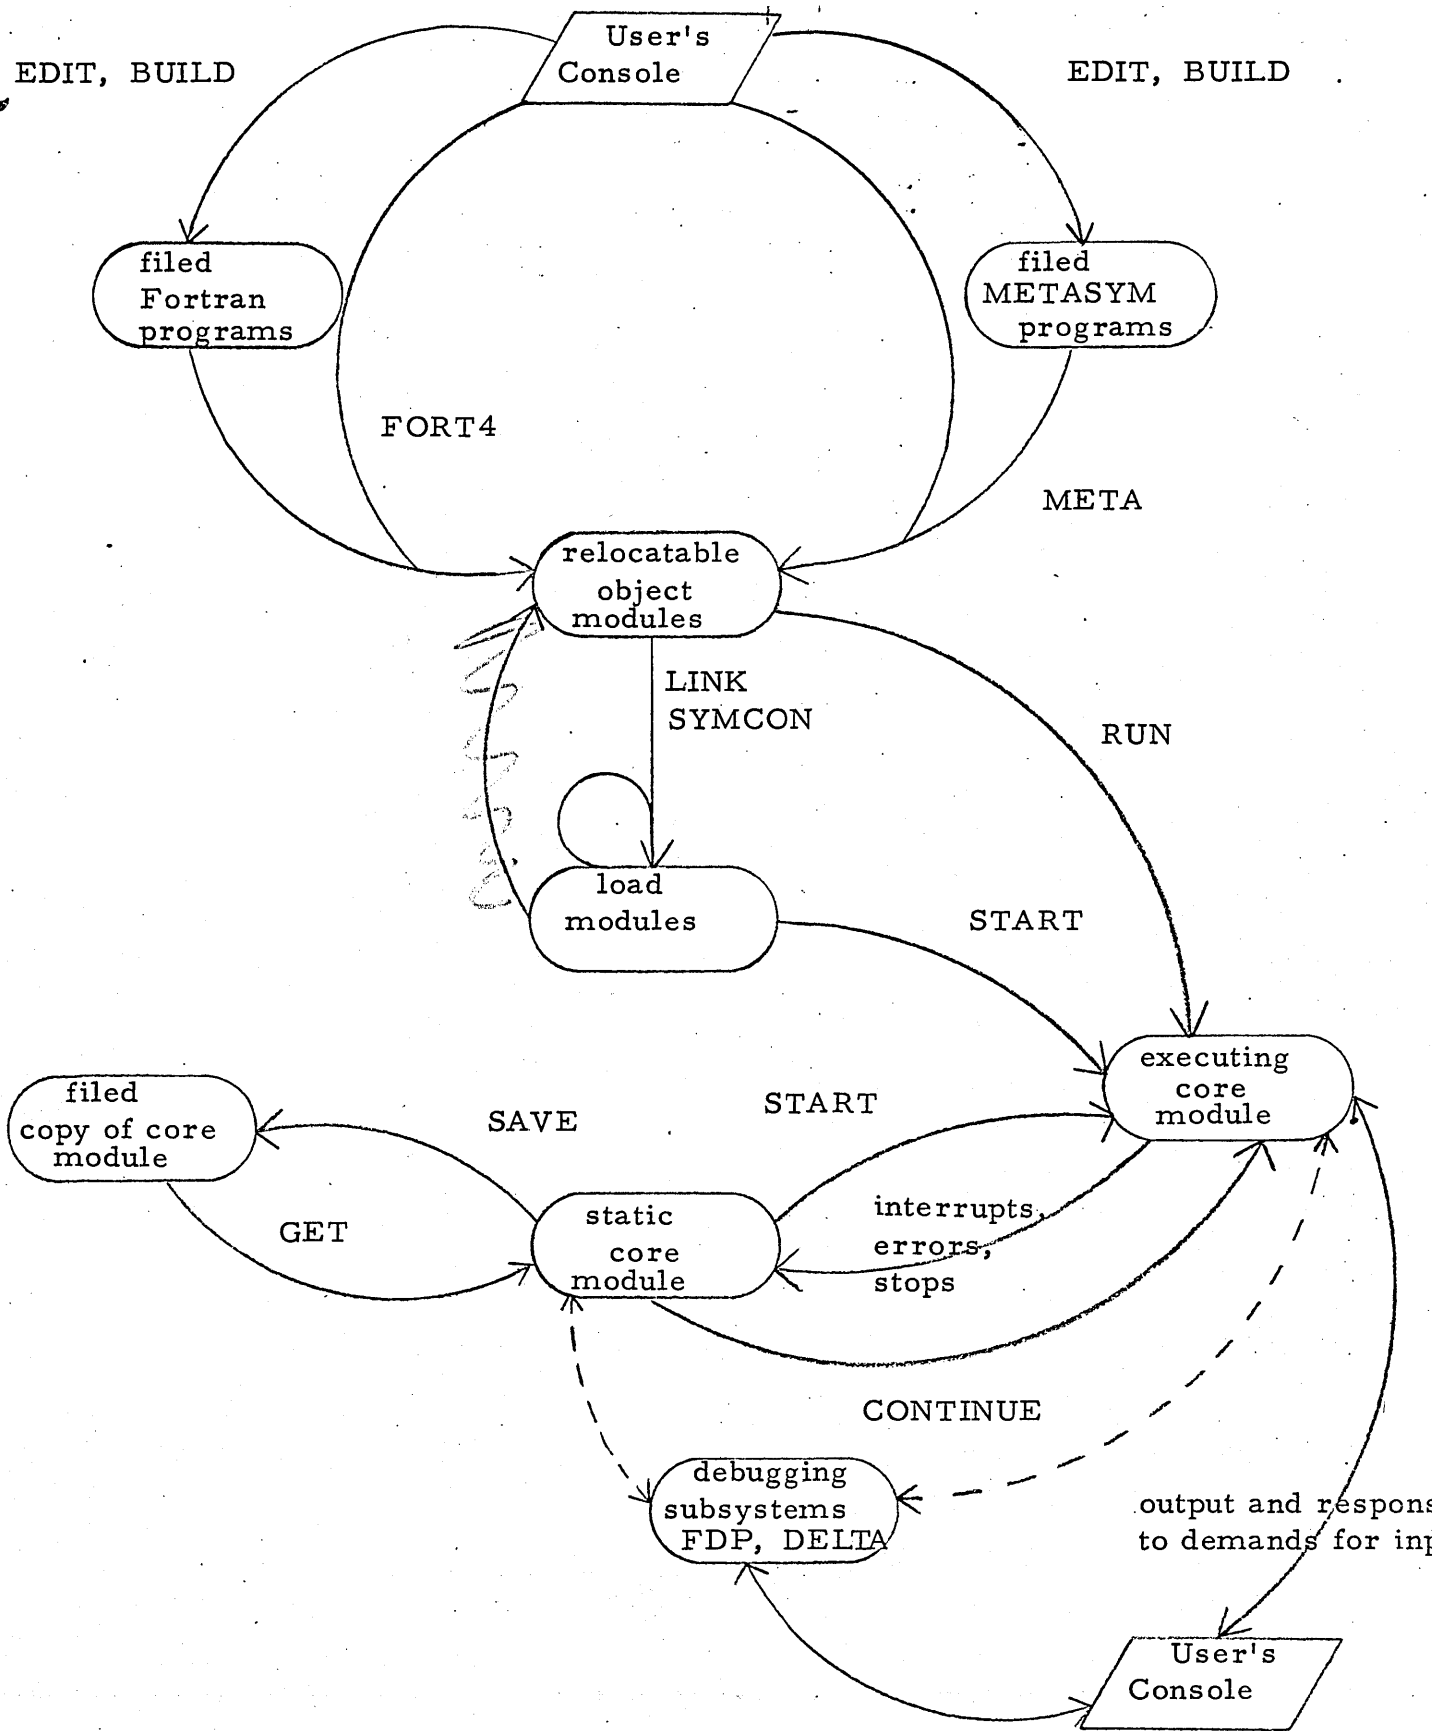 User's
Console
EDIT, BUILD
EDIT, BUILD
filed
Fortran
programs
filed
METASYM
programs
FORT4
META
relocatable
object
modules
LINK
SYMCON
RUN
load
modules
START
executing
core
module
filed
copy of core
module
SAVE
START
GET
static
core
module
interrupts,
errors,
stops
CONTINUE
debugging
subsystems
FDP, DELTA
output and respons
to demands for inp
User's
Console